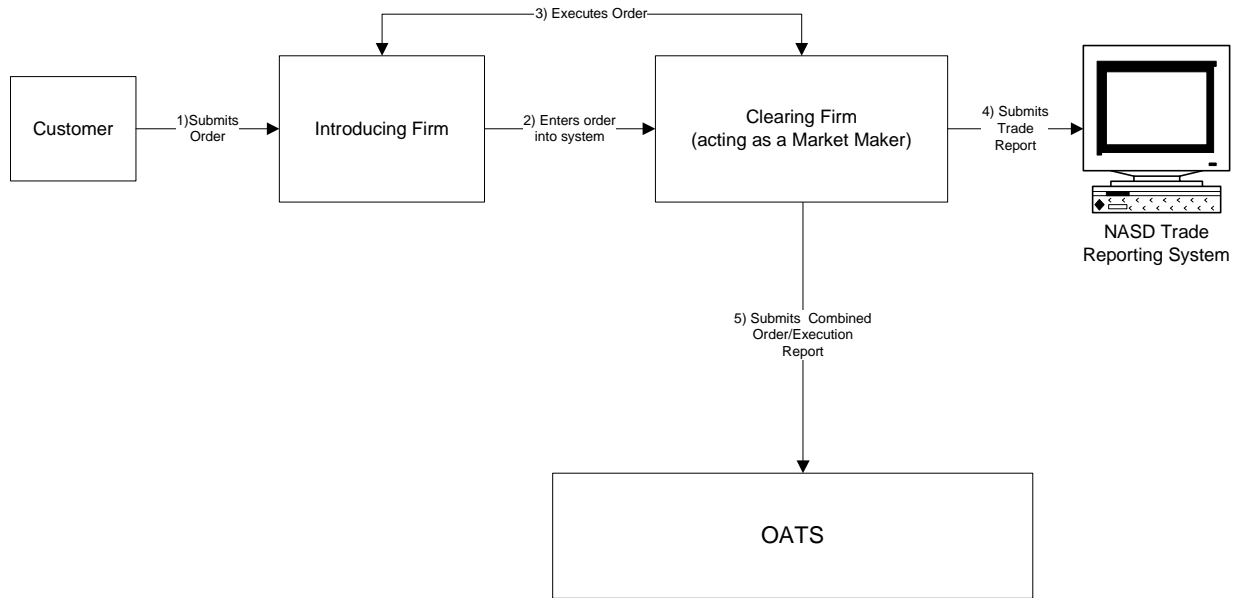 3) Executes Order
Customer
1)Submits
Order
Introducing Firm
2) Enters order
into system
Clearing Firm
(acting as a Market Maker)
4) Submits
Trade
Report
NASD Trade
Reporting System
5) Submits Combined
Order/Execution
Report
OATS